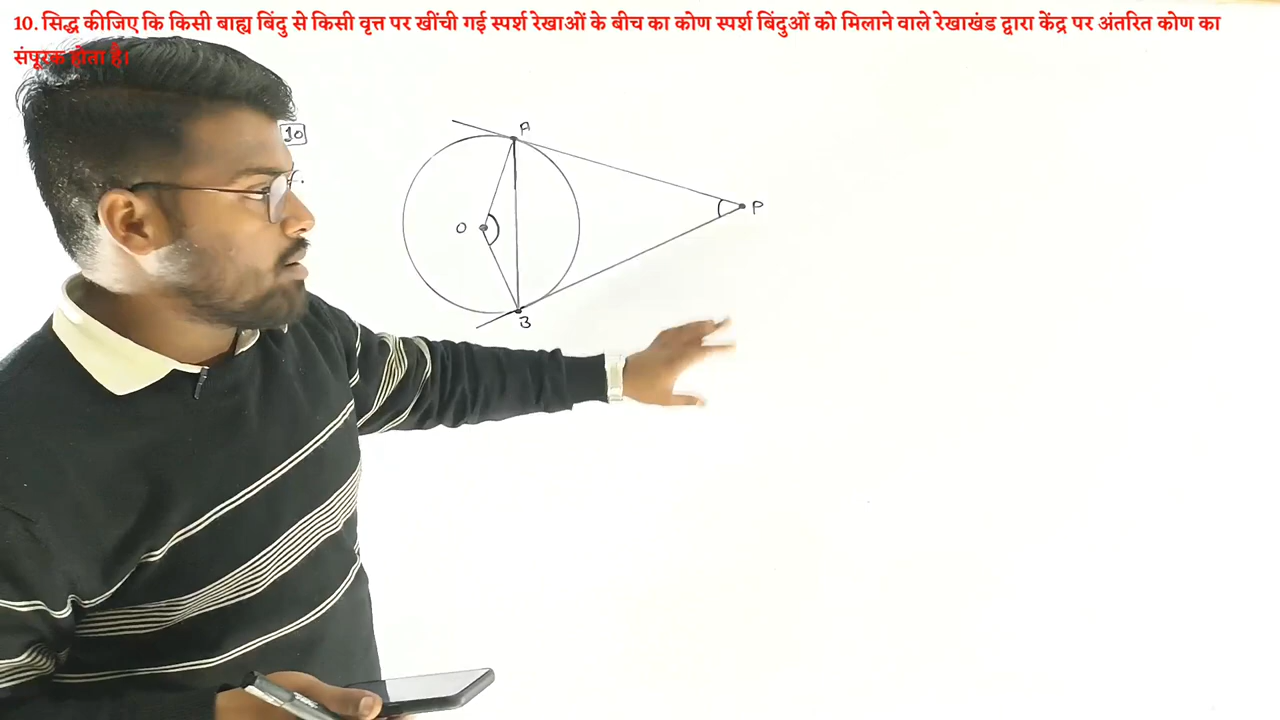 10. सिद्ध कीजिए कि किसी बाह्य बिंदु से किसी वृत्त पर खींची गई स्पर्श रेखाओं के बीच का कोण स्पर्श बिंदुओं को मिलाने वाले रेखाखंड द्वारा केंद्र पर अंतरित कोण का
संपूरक होता है।
10
A
P
O
B